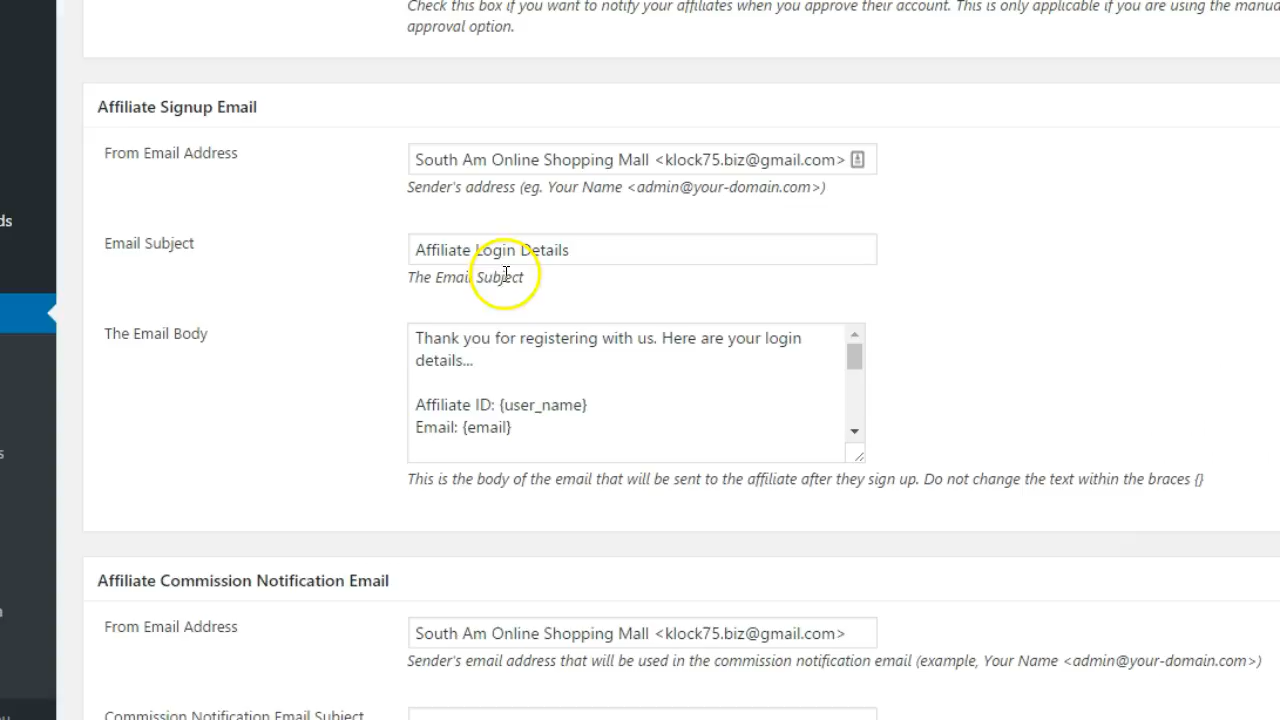 Check this box if you want to notify your affiliates when you approve their account. This is only applicable if you are using the manua
approval option.
Affiliate Signup Email
From Email Address
South Am Online Shopping Mall <klock75.biz@gmail.com>
Sender's address (eg. Your Name <admin@your-domain.com>)
ds
Email Subject
Affiliate Login Details
The Email Subject
The Email Body
Thank you for registering with us. Here are your login
details...
Affiliate ID: {user_name}
Email: {email}
s
This is the body of the email that will be sent to the affiliate after they sign up. Do not change the text within the braces {}
Affiliate Commission Notification Email
From Email Address
South Am Online Shopping Mall <klock75.biz@gmail.com>
Sender's email address that will be used in the commission notification email (example, Your Name <admin@your-domain.com>)
Commission Notification Email Subject